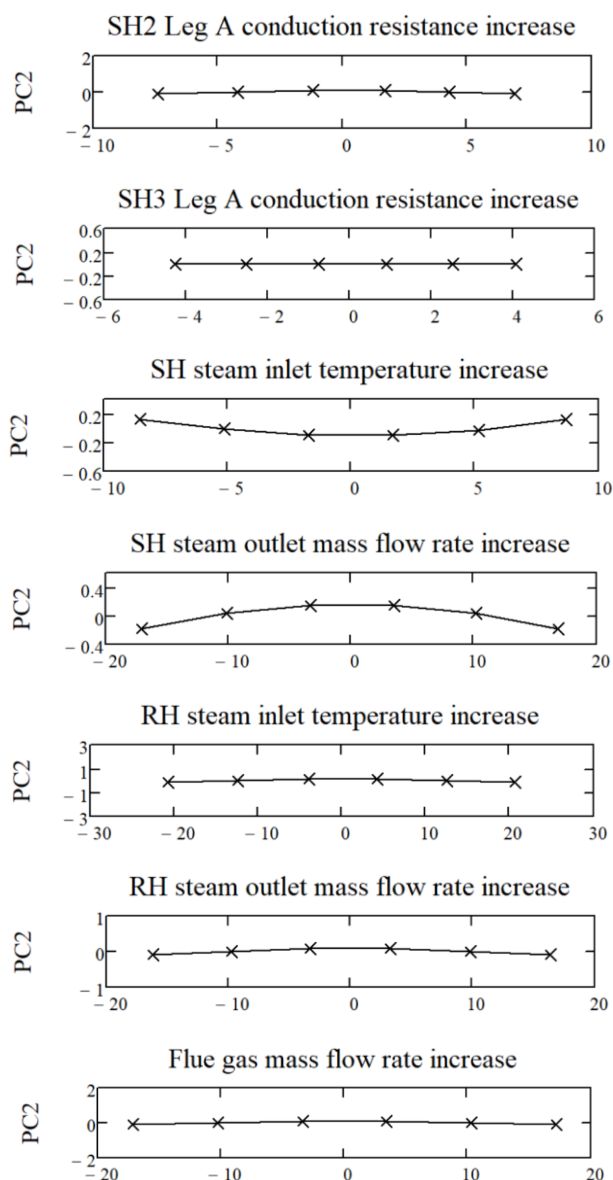 SH2 Leg A conduction resistance increase
2
PC2
0
− 2
− 10 − 5 0 5 10
SH3 Leg A conduction resistance increase
0.6
PC2
0.2
− 0.2
− 0.6
− 6 − 4 − 2 0 2 4 6
SH steam inlet temperature increase
PC2
0.2
− 0.2
− 0.6
− 10 − 5 0 5 10
SH steam outlet mass flow rate increase
PC2
0.4
0
− 0.4
− 20 − 10 0 10 20
RH steam inlet temperature increase
3
PC2
1
− 1
− 3
− 30 − 20 − 10 0 10 20 30
RH steam outlet mass flow rate increase
1
PC2
0
− 1
− 20 − 10 0 10 20
Flue gas mass flow rate increase
2
PC2
0
− 2
− 20 − 10 0 10 20